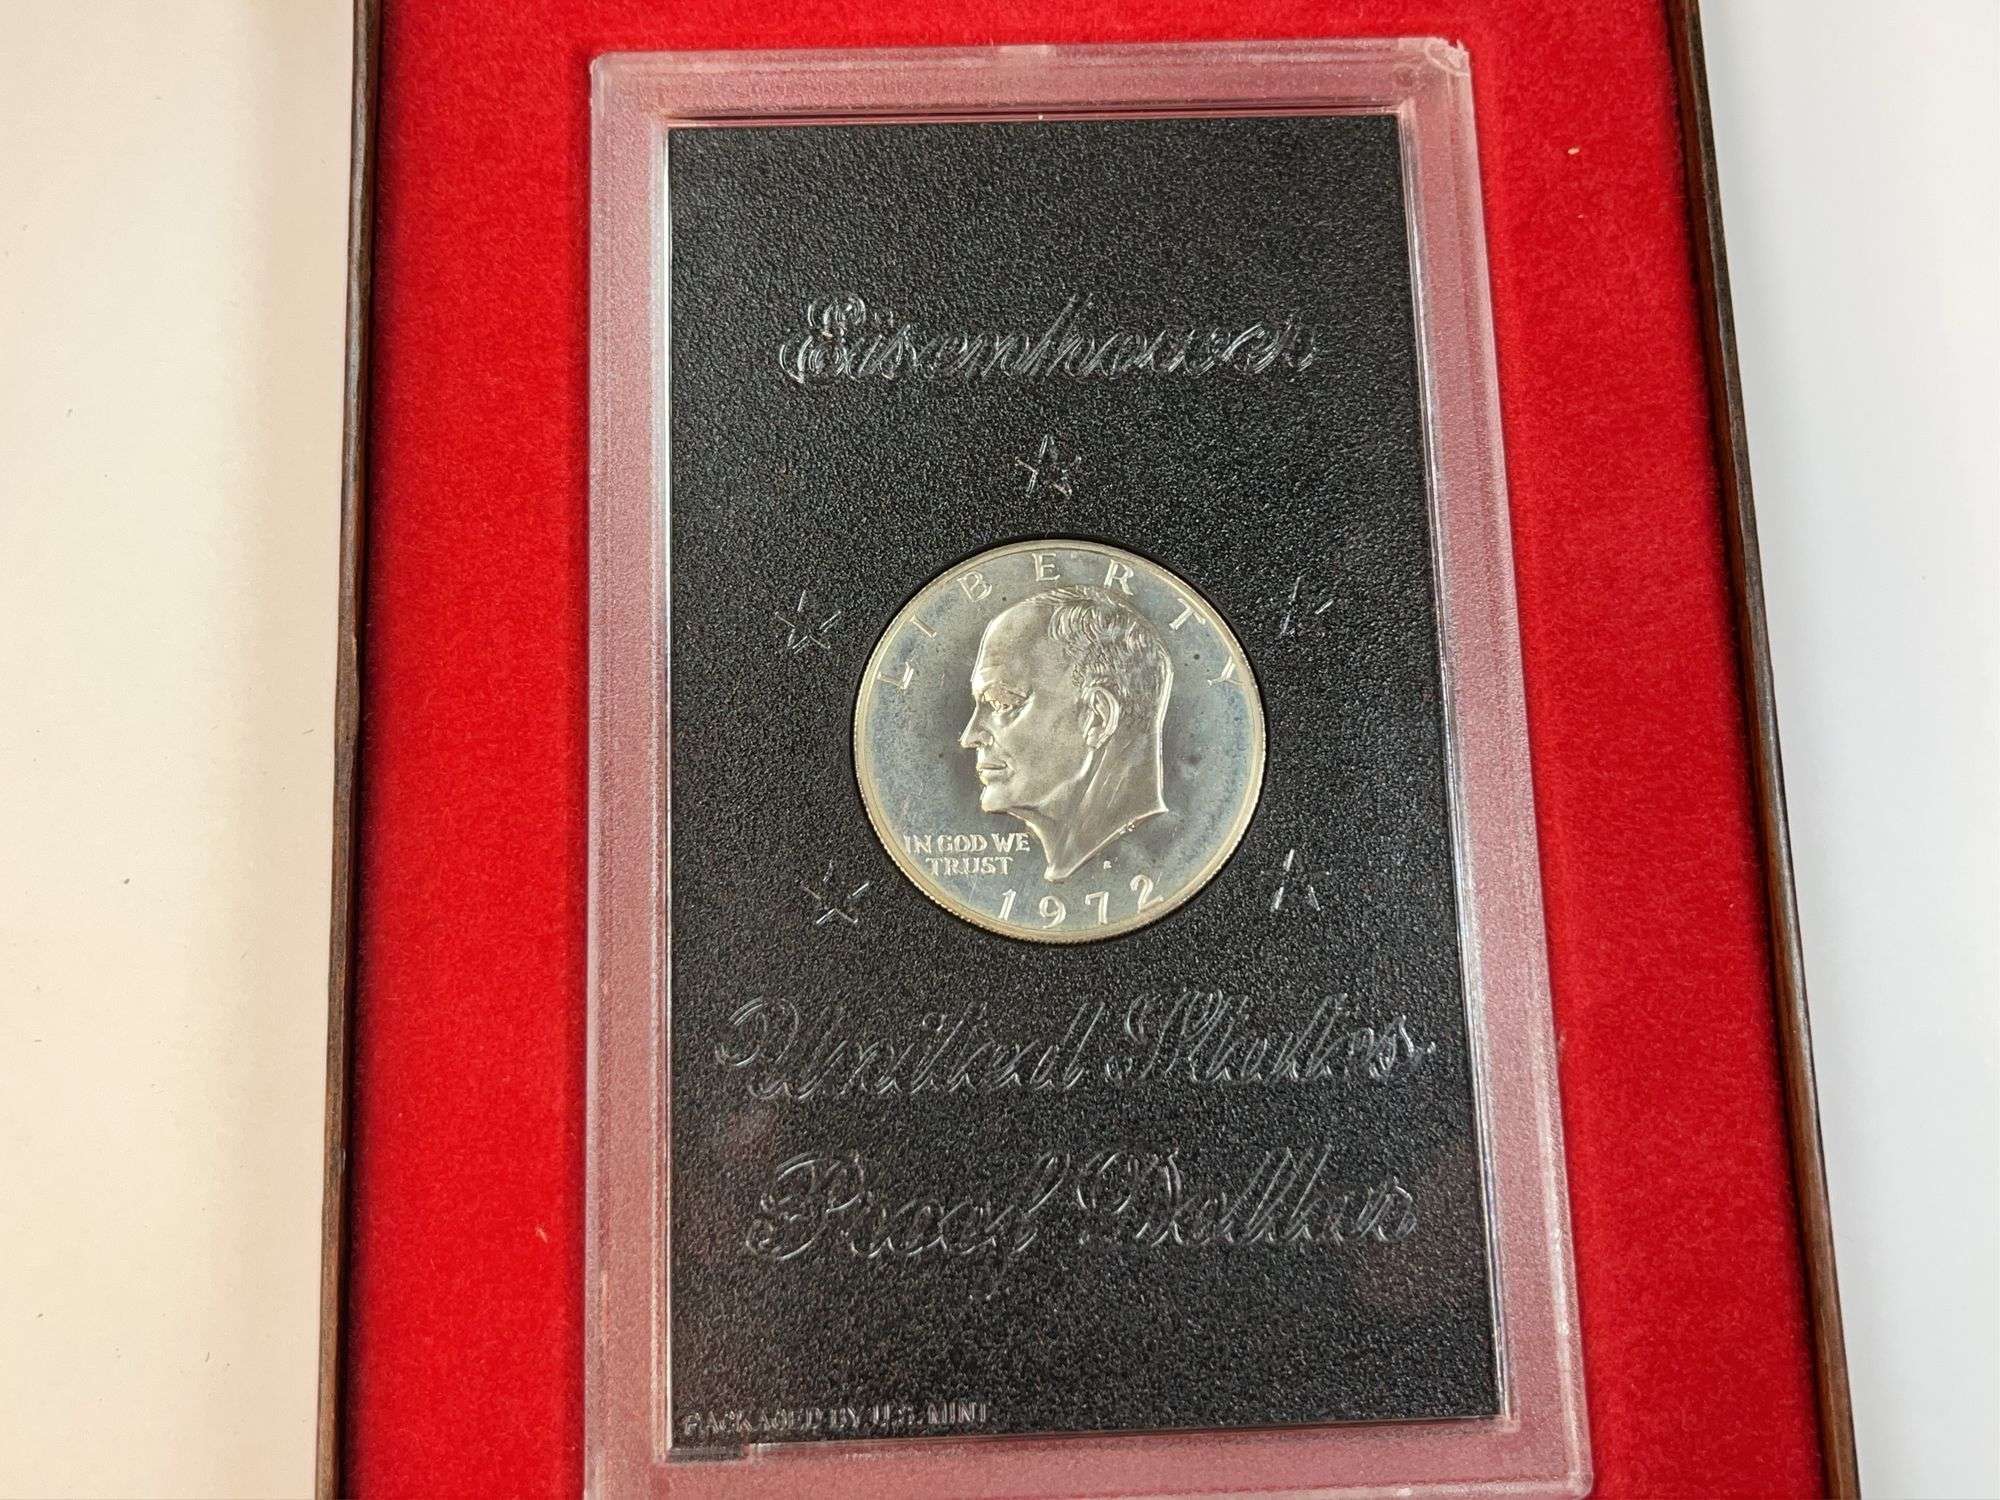 Eisenhower
LIBERTY
IN GOD WE
TRUST
S
1972
United States
Proof Dollar
PACKAGED BY U.S. MINT